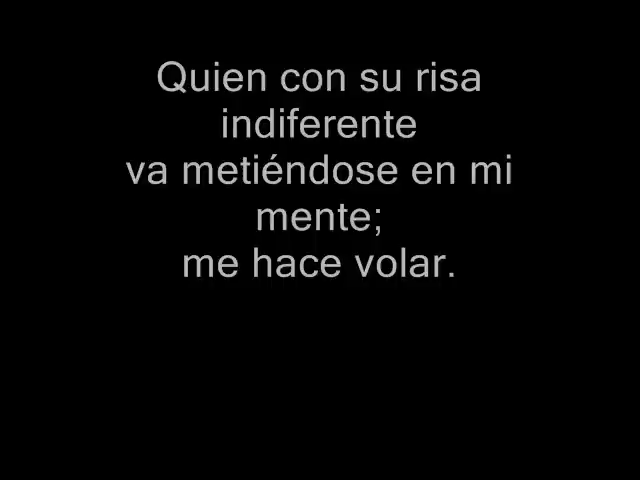 Quien con su risa
indiferente
va metiéndose en mi
mente;
me hace volar.